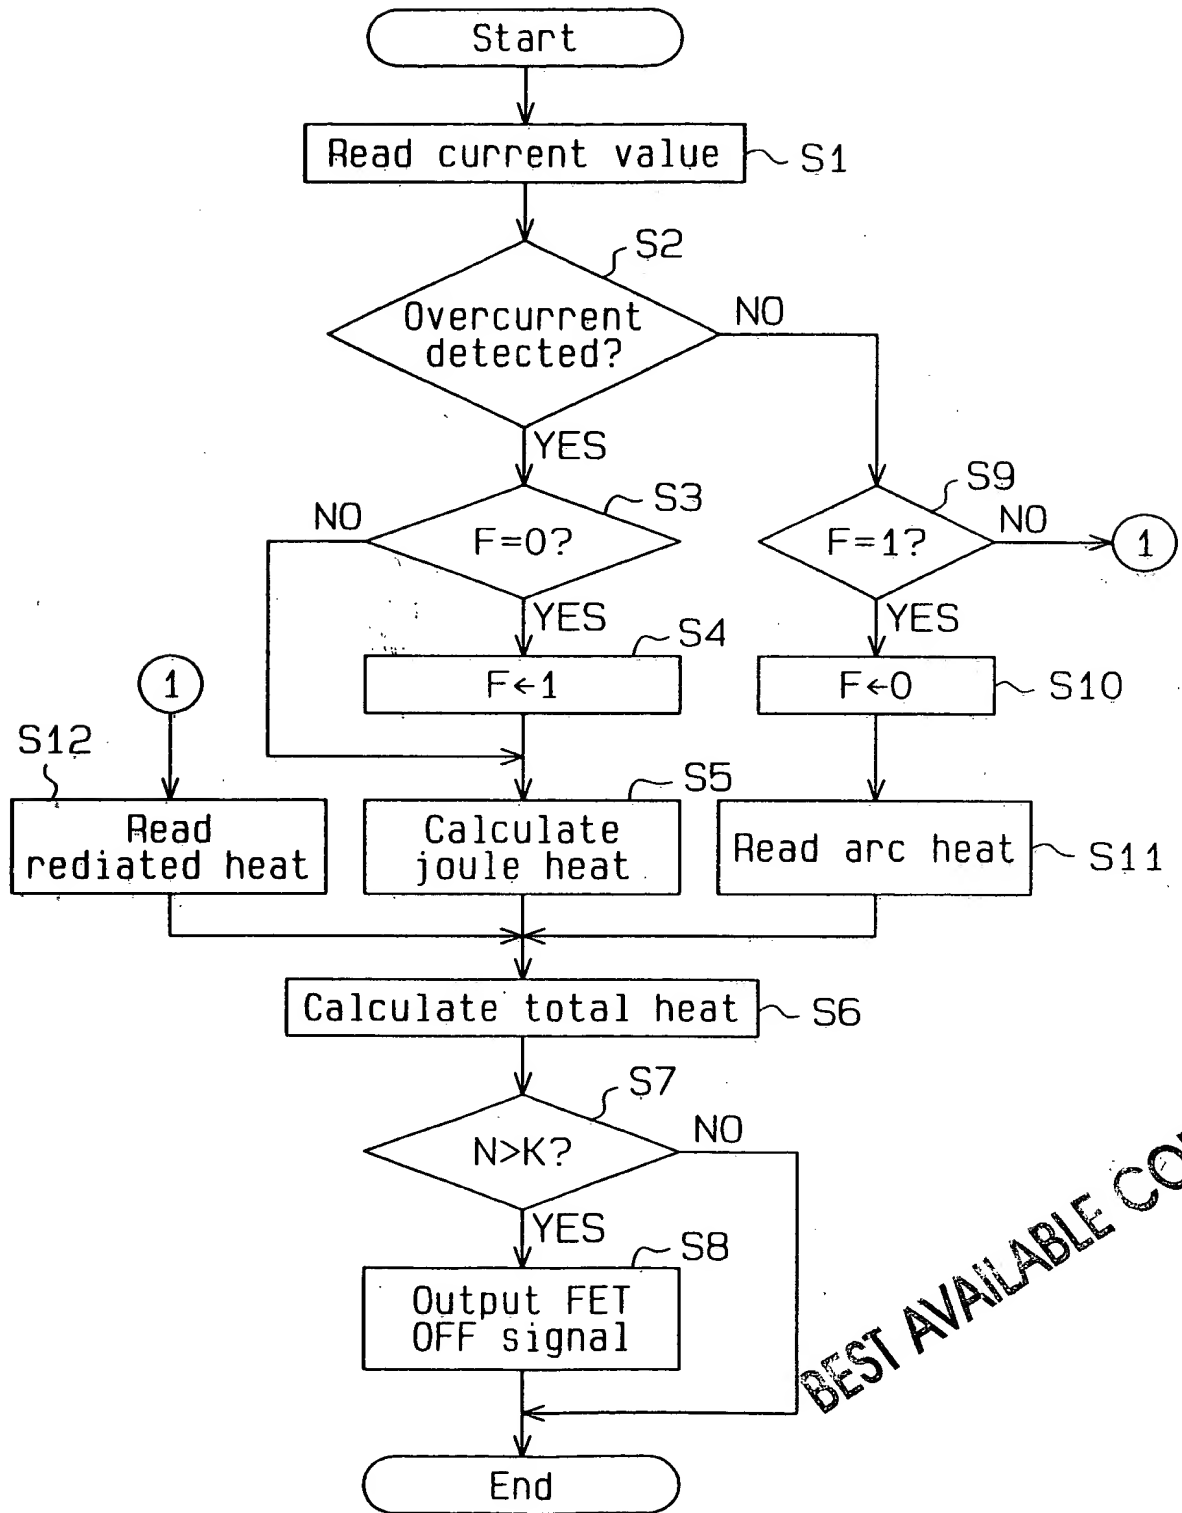 Start
Read current value
S1
S2
Overcurrent
detected?
NO
YES
S3
NO
F=0?
S9
F=1?
NO
1
YES
S4
F←1
YES
F←0
S10
1
S12
Read
rediated heat
S5
Calculate
joule heat
Read arc heat
S11
Calculate total heat
S6
S7
N>K?
NO
YES
S8
Output FET
OFF signal
End
BEST AVAILABLE